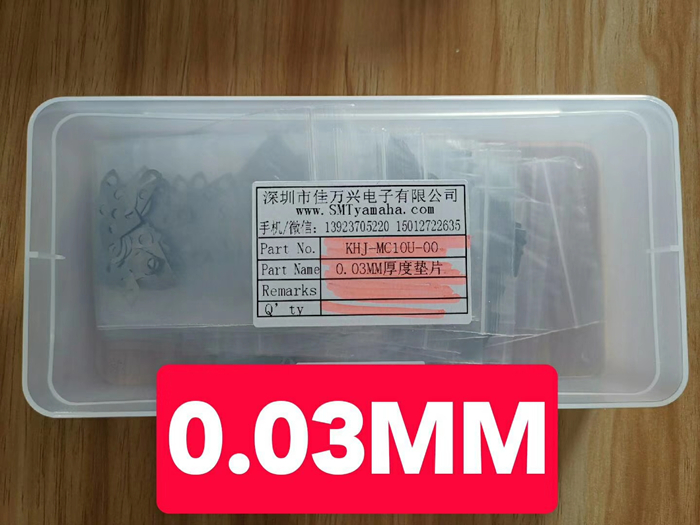 深圳市佳万兴电子有限公司
www.SMTyamaha.com
手机/微信: 13923705220 15012722635
Part No. KHJ-MC10U-00
Part Name 0.03MM厚度垫片
Remarks
Q'ty
0.03MM